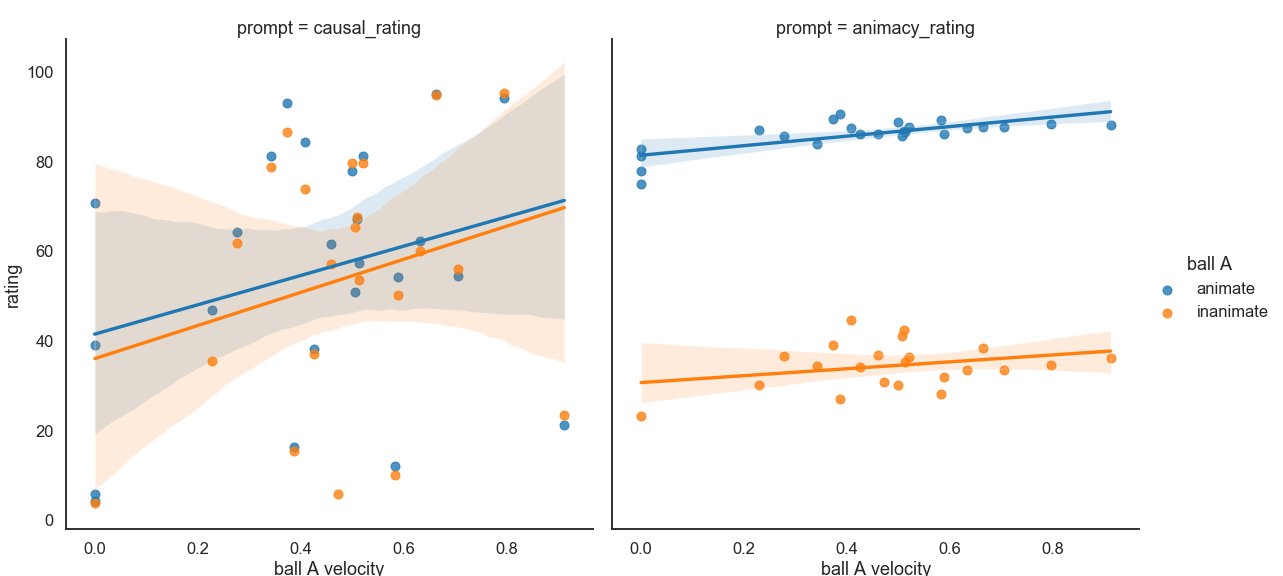 prompt = causal_rating
prompt = animacy_rating
rating
100
80
60
40
20
0
0.0 0.2 0.4 0.6 0.8
ball A velocity
0.0 0.2 0.4 0.6 0.8
ball A velocity
ball A
animate
inanimate